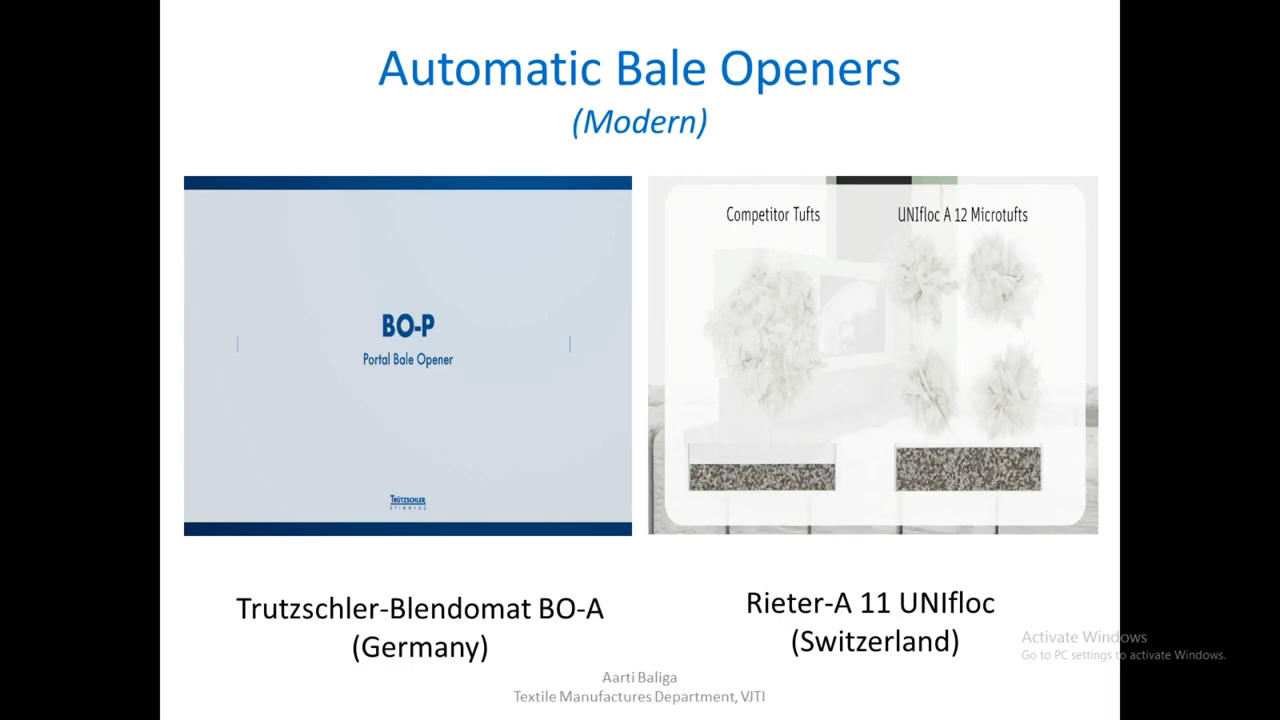 Automatic Bale Openers
(Modern)
BO-P
Portal Bale Opener
TRÜTZSCHLER
SPINNING
Competitor Tufts
UNIfloc A 12 Microtufts
Trutzschler-Blendomat BO-A
(Germany)
Rieter-A 11 UNIfloc
(Switzerland)
Activate Windows
Go to PC settings to activate Windows.
Aarti Baliga
Textile Manufactures Department, VJTI